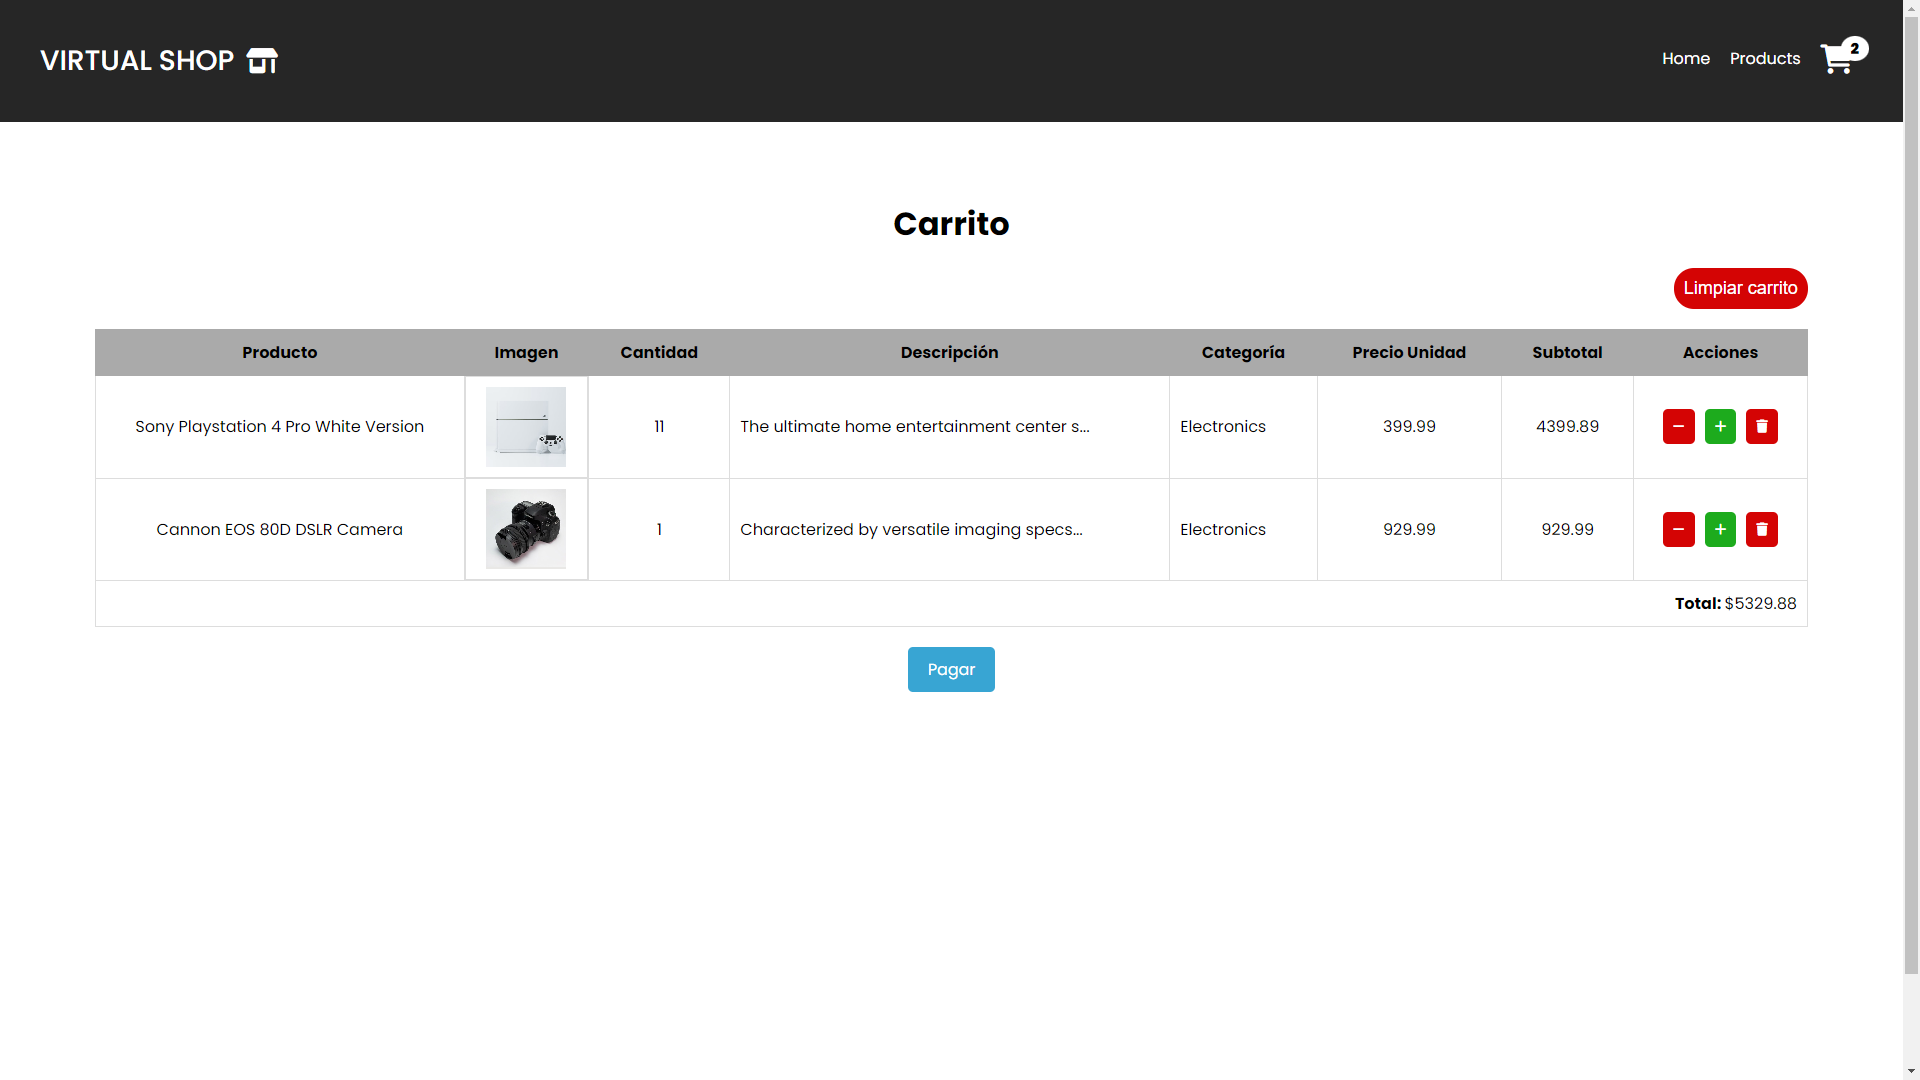 VIRTUAL SHOP
Home Products 2
Carrito
Limpiar carrito
Producto Imagen Cantidad Descripción Categoría Precio Unidad Subtotal Acciones
Sony Playstation 4 Pro White Version 11 The ultimate home entertainment center s... Electronics 399.99 4399.89
Cannon EOS 80D DSLR Camera 1 Characterized by versatile imaging specs... Electronics 929.99 929.99
Total: $5329.88
Pagar